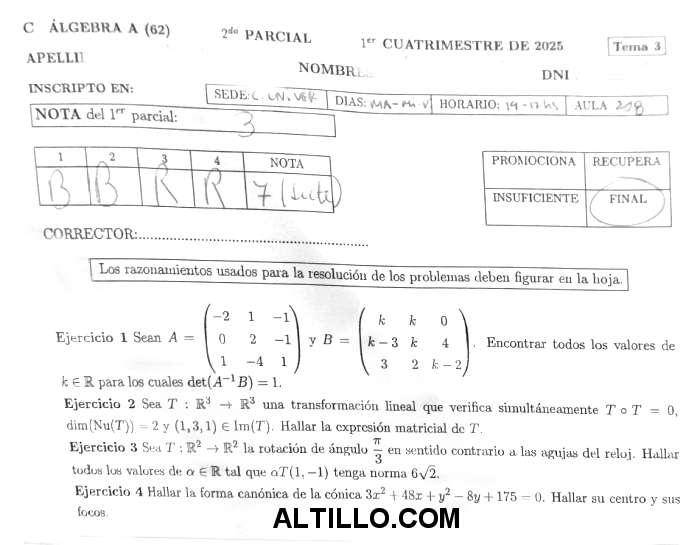 C ÁLGEBRA A (62) 2do PARCIAL 1er CUATRIMESTRE DE 2025 Tema 3
APELLI NOMBRE DNI
INSCRIPTO EN: SEDE: C. UN. DIAS: MA- V HORARIO: 14-17 hs AULA 208
NOTA del 1er parcial: 3
1 2 3 4 NOTA
B B R R 7 (siete)
PROMOCIONA RECUPERA
INSUFICIENTE FINAL
CORRECTOR:............................................................
Los razonamientos usados para la resolución de los problemas deben figurar en la hoja.
Ejercicio 1 Sean A = (−2 1 −1
0 2 −1
1 −4 1) y B = (k k 0
k − 3 k 4
3 2 k − 2). Encontrar todos los valores de
k ∈ ℝ para los cuales det(A⁻¹B) = 1.
Ejercicio 2 Sea T : ℝ³ → ℝ³ una transformación lineal que verifica simultáneamente T ∘ T = 0,
dim(Nu(T)) = 2 y (1,3,1) ∈ Im(T). Hallar la expresión matricial de T.
Ejercicio 3 Sea T : ℝ² → ℝ² la rotación de ángulo π/3 en sentido contrario a las agujas del reloj. Hallar
todos los valores de α ∈ ℝ tal que αT(1,−1) tenga norma 6√2.
Ejercicio 4 Hallar la forma canónica de la cónica 3x² + 48x + y² − 8y + 175 = 0. Hallar su centro y sus
focos.
ALTILLO.COM